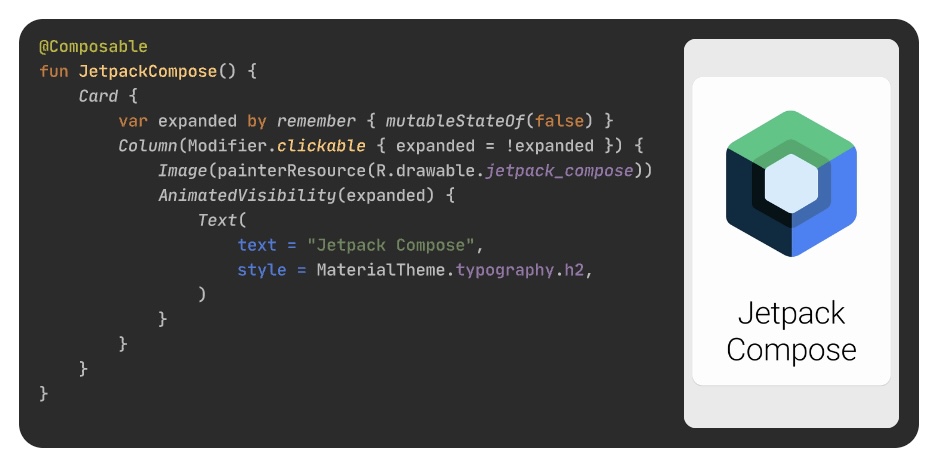 @Composable
fun JetpackCompose() {
    Card {
        var expanded by remember { mutableStateOf(false) }
        Column(Modifier.clickable { expanded = !expanded }) {
            Image(painterResource(R.drawable.jetpack_compose))
            AnimatedVisibility(expanded) {
                Text(
                    text = "Jetpack Compose",
                    style = MaterialTheme.typography.h2,
                )
            }
        }
    }
}
Jetpack
Compose